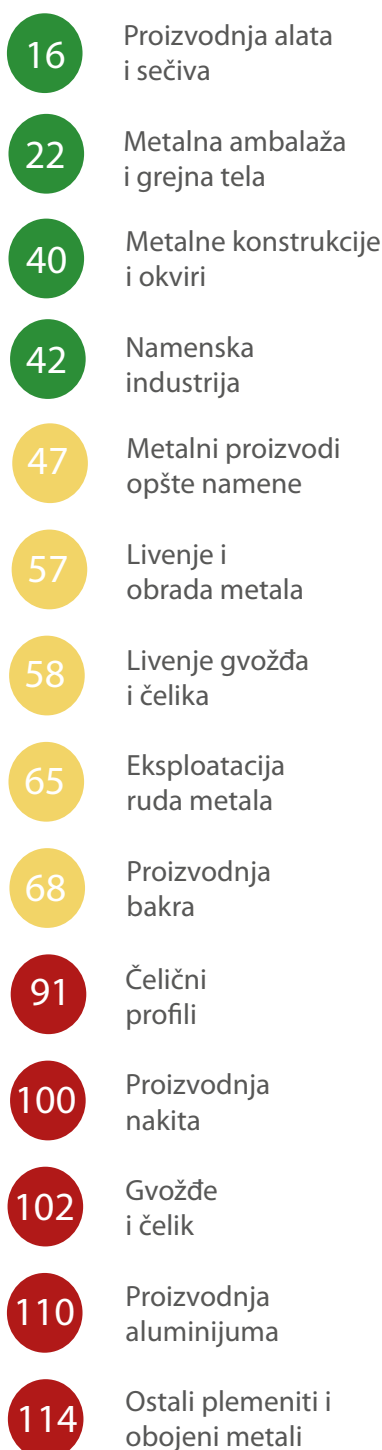 16
Proizvodnja alata
i sečiva
22
Metalna ambalaža
i grejna tela
40
Metalne konstrukcije
i okviri
42
Namenska
industrija
47
Metalni proizvodi
opšte namene
57
Livenje i
obrada metala
58
Livenje gvožđa
i čelika
65
Eksploatacija
ruda metala
68
Proizvodnja
bakra
91
Čelični
profili
100
Proizvodnja
nakita
102
Gvožđe
i čelik
110
Proizvodnja
aluminijuma
114
Ostali plemeniti i
obojeni metali